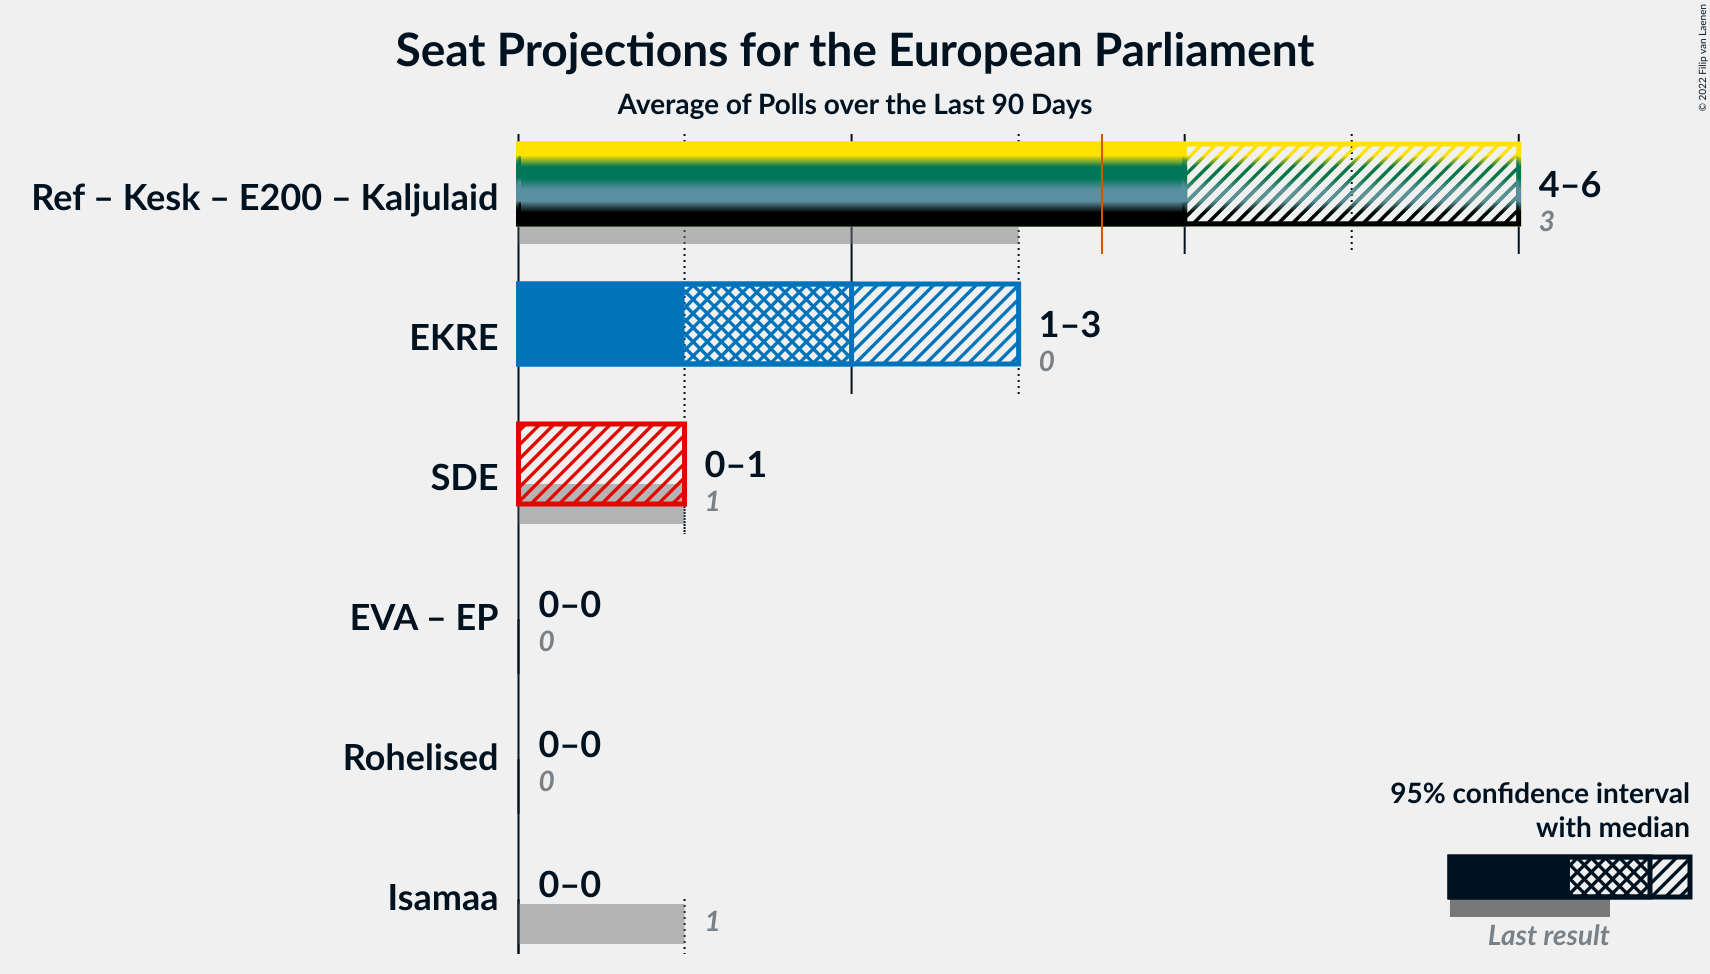 Seat Projections for the European Parliament
Average of Polls over the Last 90 Days
© 2022 Filip van Laenen
Ref – Kesk – E200 – Kaljulaid
4–6
3
EKRE
1–3
0
SDE
0–1
1
EVA – EP
0–0
0
Rohelised
0–0
0
Isamaa
0–0
1
95% confidence interval
with median
Last result